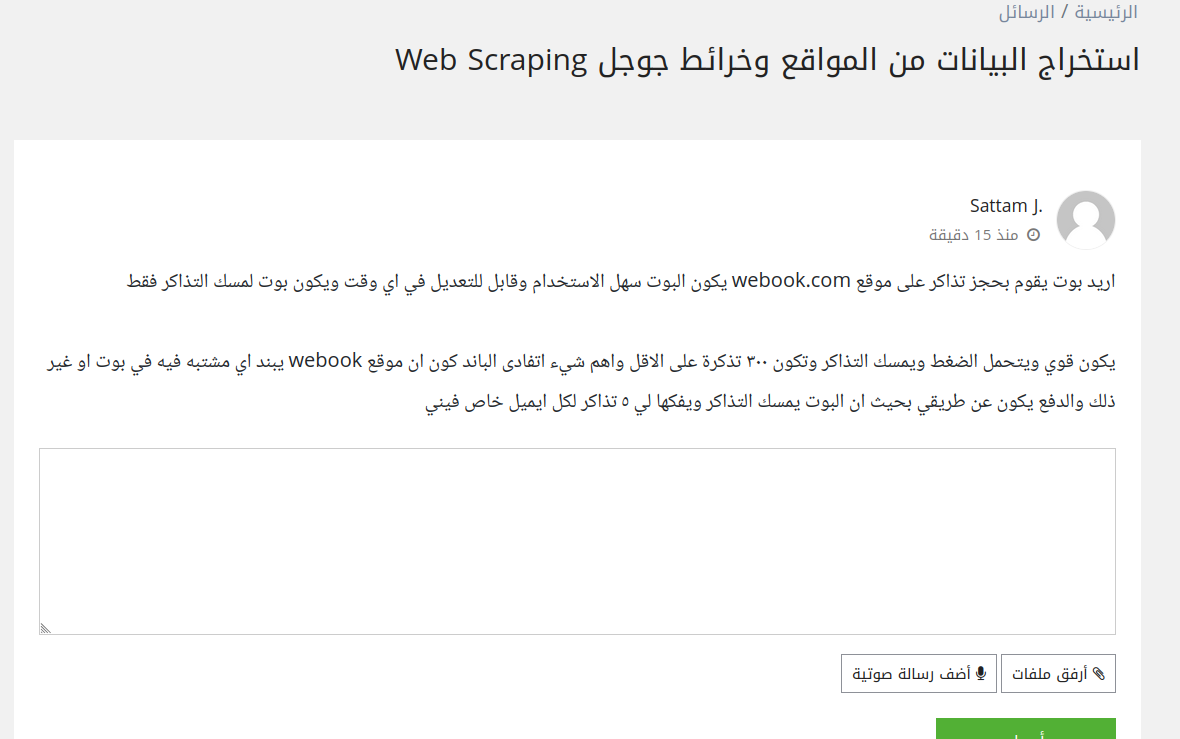 الرئيسية / الرسائل
استخراج البيانات من المواقع وخرائط جوجل Web Scraping
Sattam J.
منذ 15 دقيقة
اريد بوت يقوم بحجز تذاكر على موقع webook.com يكون البوت سهل الاستخدام وقابل للتعديل في اي وقت ويكون بوت لمسك التذاكر فقط
يكون قوي ويتحمل الضغط ويمسك التذاكر وتكون ٣٠٠ تذكرة على الاقل واهم شيء اتفادى الباند كون ان موقع webook يبند اي مشتبه فيه في بوت او غير
ذلك والدفع يكون عن طريقي بحيث ان البوت يمسك التذاكر ويفكها لي ٥ تذاكر لكل ايميل خاص فيني
أرفق ملفات
أضف رسالة صوتية